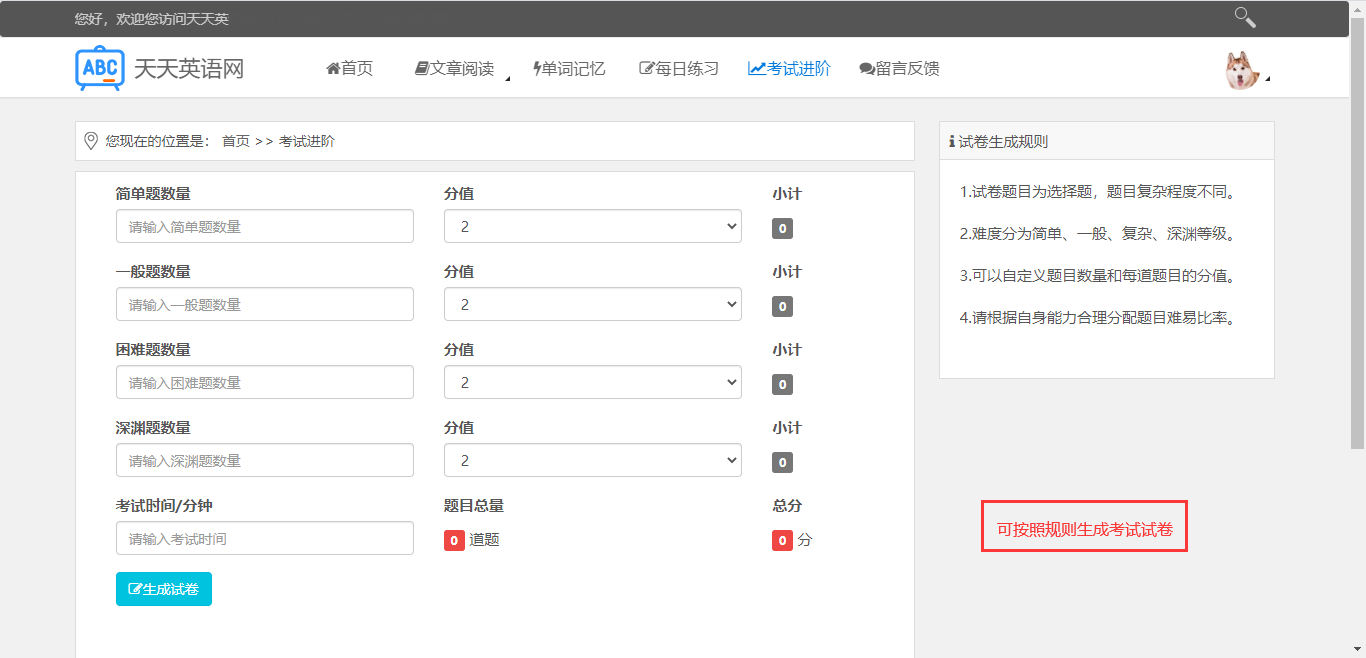 您好，欢迎您访问天天英
ABC 天天英语网 首页 文章阅读 单词记忆 每日练习 考试进阶 留言反馈
您现在的位置是： 首页 >> 考试进阶
简单题数量 分值 小计
请输入简单题数量 2 0
一般题数量 分值 小计
请输入一般题数量 2 0
困难题数量 分值 小计
请输入困难题数量 2 0
深渊题数量 分值 小计
请输入深渊题数量 2 0
考试时间/分钟 题目总量 总分
请输入考试时间 0 道题 0 分
生成试卷
试卷生成规则
1.试卷题目为选择题，题目复杂程度不同。
2.难度分为简单、一般、复杂、深渊等级。
3.可以自定义题目数量和每道题目的分值。
4.请根据自身能力合理分配题目难易比率。
可按照规则生成考试试卷